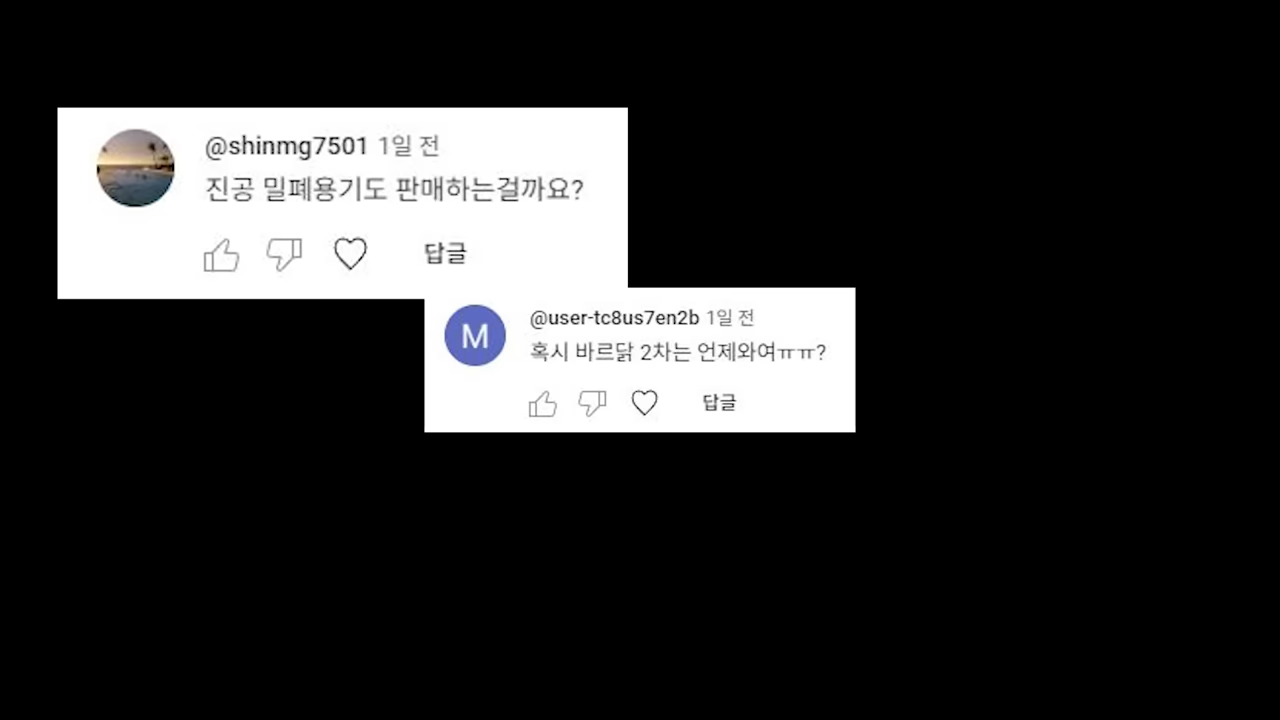 @shinmg7501 1일 전
진공 밀폐용기도 판매하는걸까요?
답글
M
@user-tc8us7en2b 1일 전
혹시 바르닭 2차는 언제와여ㅠㅠ?
답글